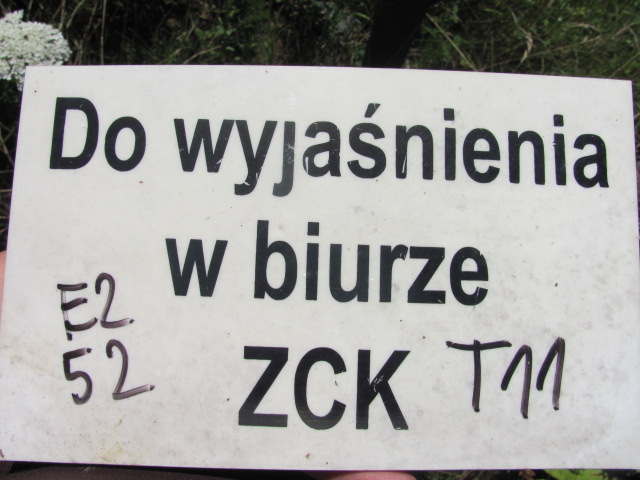 Do wyjaśnienia
w biurze
ZCK
E2
52
T11